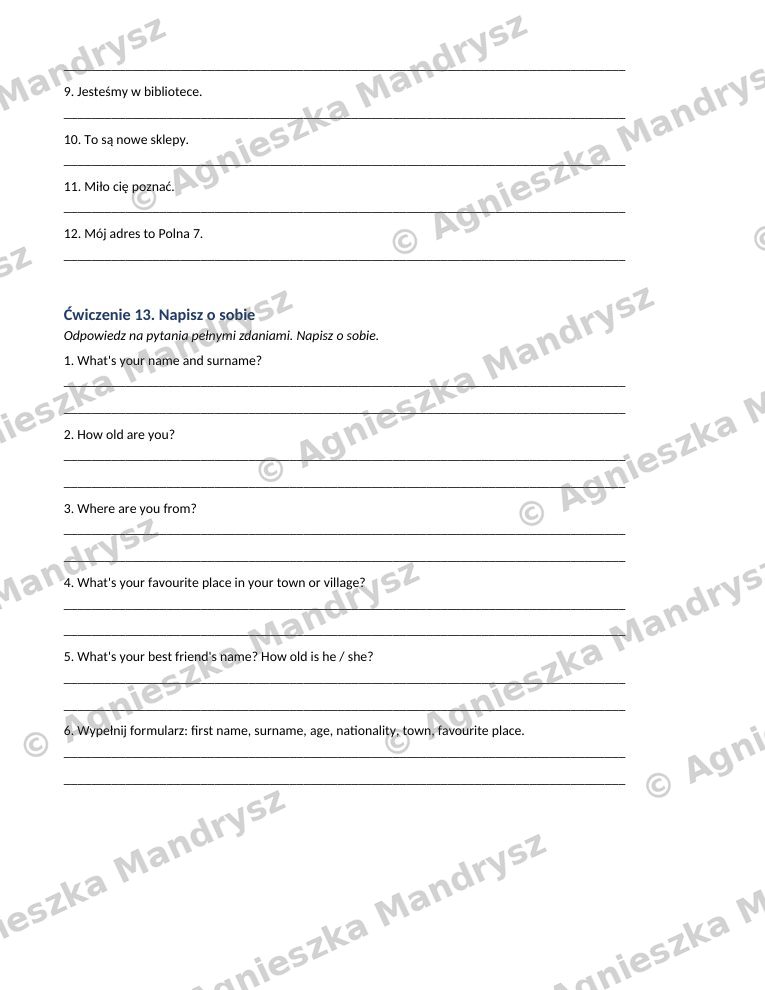 9. Jesteśmy w bibliotece.
10. To są nowe sklepy.
11. Miło cię poznać.
12. Mój adres to Polna 7.
Ćwiczenie 13. Napisz o sobie
Odpowiedz na pytania pełnymi zdaniami. Napisz o sobie.
1. What's your name and surname?
2. How old are you?
3. Where are you from?
4. What's your favourite place in your town or village?
5. What's your best friend's name? How old is he / she?
6. Wypełnij formularz: first name, surname, age, nationality, town, favourite place.
© Agnieszka Mandrysz